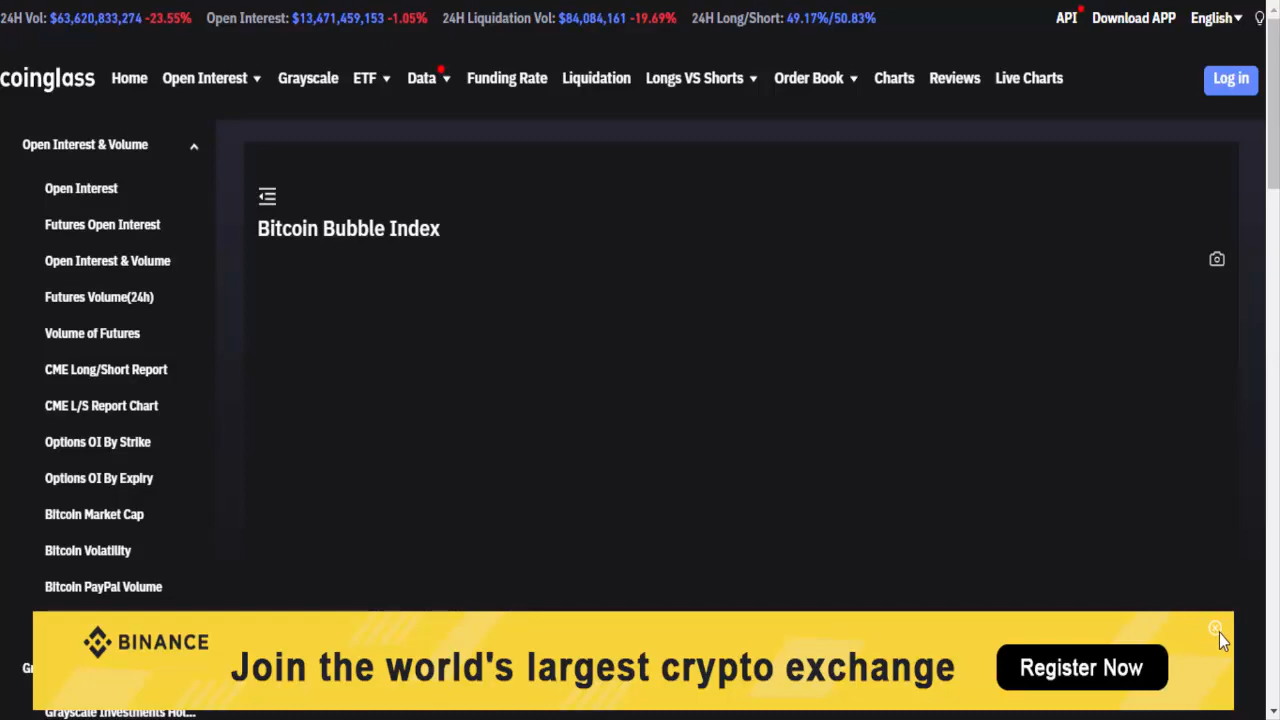 24H Vol: $63,620,833,274 -23.55% Open Interest: $13,471,459,153 -1.05% 24H Liquidation Vol: $84,084,161 -19.69% 24H Long/Short: 49.17%/50.83% API Download APP English
coinglass Home Open Interest Grayscale ETF Data Funding Rate Liquidation Longs VS Shorts Order Book Charts Reviews Live Charts Log in
Open Interest & Volume
Open Interest
Futures Open Interest
Open Interest & Volume
Futures Volume(24h)
Volume of Futures
CME Long/Short Report
CME L/S Report Chart
Options OI By Strike
Options OI By Expiry
Bitcoin Market Cap
Bitcoin Volatility
Bitcoin PayPal Volume
Bitcoin Bubble Index
BINANCE
Join the world's largest crypto exchange
Register Now
Grayscale Investments Hol...